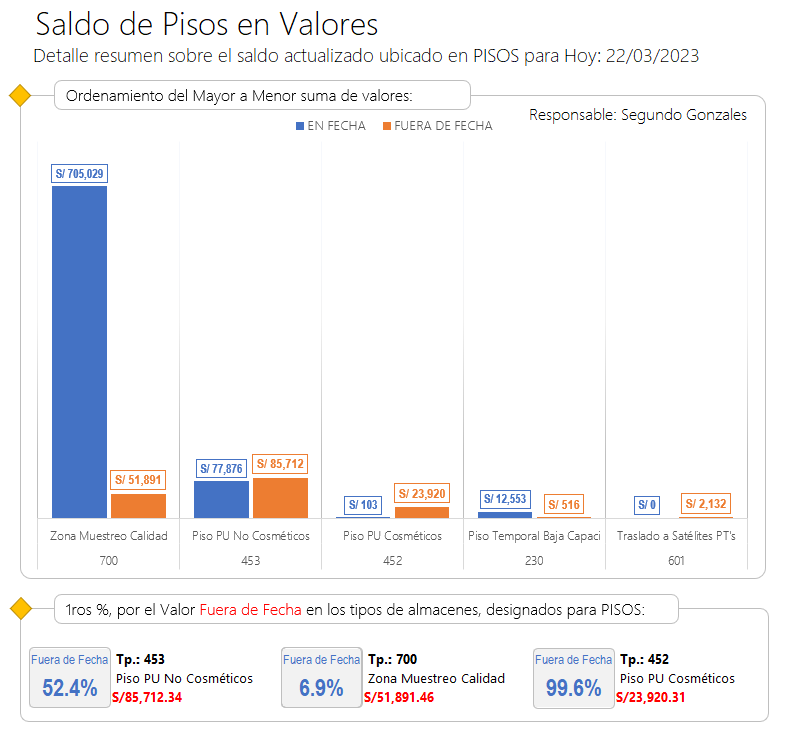 Saldo de Pisos en Valores
Detalle resumen sobre el saldo actualizado ubicado en PISOS para Hoy: 22/03/2023
Ordenamiento del Mayor a Menor suma de valores:
Responsable: Segundo Gonzales
EN FECHA FUERA DE FECHA
S/ 705,029
S/ 51,891
S/ 77,876
S/ 85,712
S/ 103
S/ 23,920
S/ 12,553
S/ 516
S/ 0
S/ 2,132
Zona Muestreo Calidad Piso PU No Cosméticos Piso PU Cosméticos Piso Temporal Baja Capaci Traslado a Satélites PT's
700 453 452 230 601
1ros %, por el Valor Fuera de Fecha en los tipos de almacenes, designados para PISOS:
Fuera de Fecha
52.4%
Tp.: 453
Piso PU No Cosméticos
S/85,712.34
Fuera de Fecha
6.9%
Tp.: 700
Zona Muestreo Calidad
S/51,891.46
Fuera de Fecha
99.6%
Tp.: 452
Piso PU Cosméticos
S/23,920.31